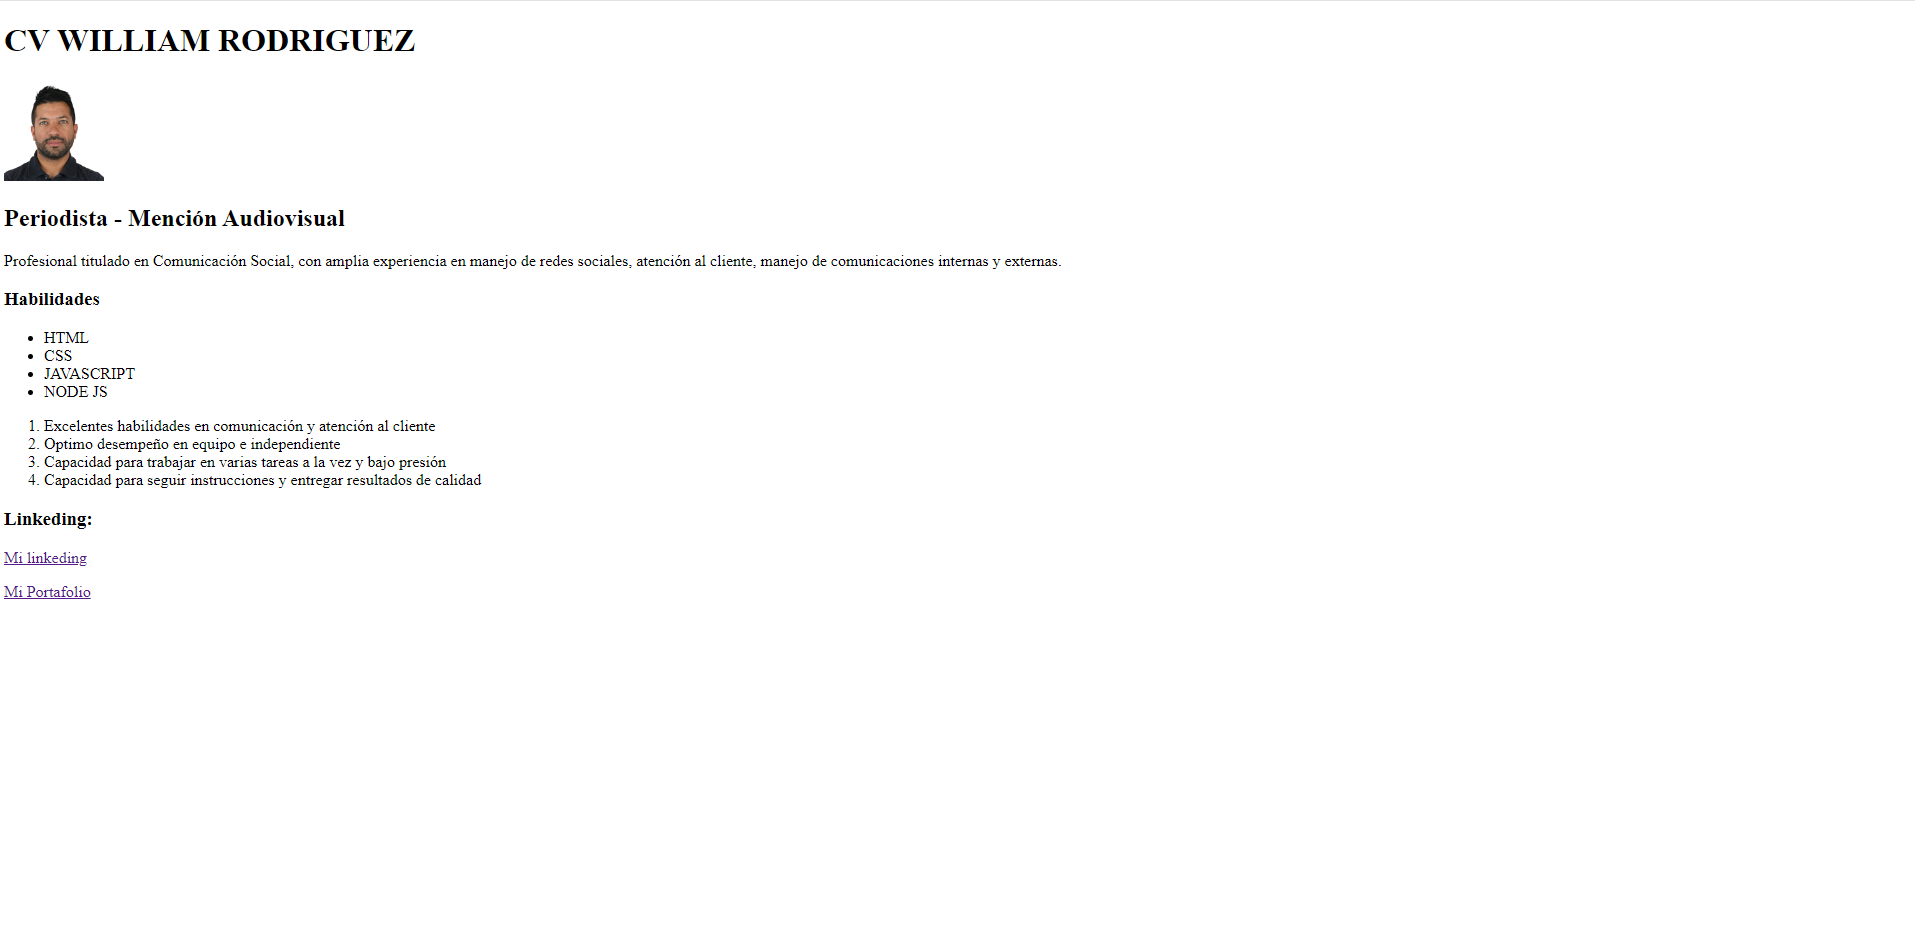 CV WILLIAM RODRIGUEZ
Periodista - Mención Audiovisual
Profesional titulado en Comunicación Social, con amplia experiencia en manejo de redes sociales, atención al cliente, manejo de comunicaciones internas y externas.
Habilidades
• HTML
• CSS
• JAVASCRIPT
• NODE JS
1. Excelentes habilidades en comunicación y atención al cliente
2. Optimo desempeño en equipo e independiente
3. Capacidad para trabajar en varias tareas a la vez y bajo presión
4. Capacidad para seguir instrucciones y entregar resultados de calidad
Linkeding:
Mi linkeding
Mi Portafolio